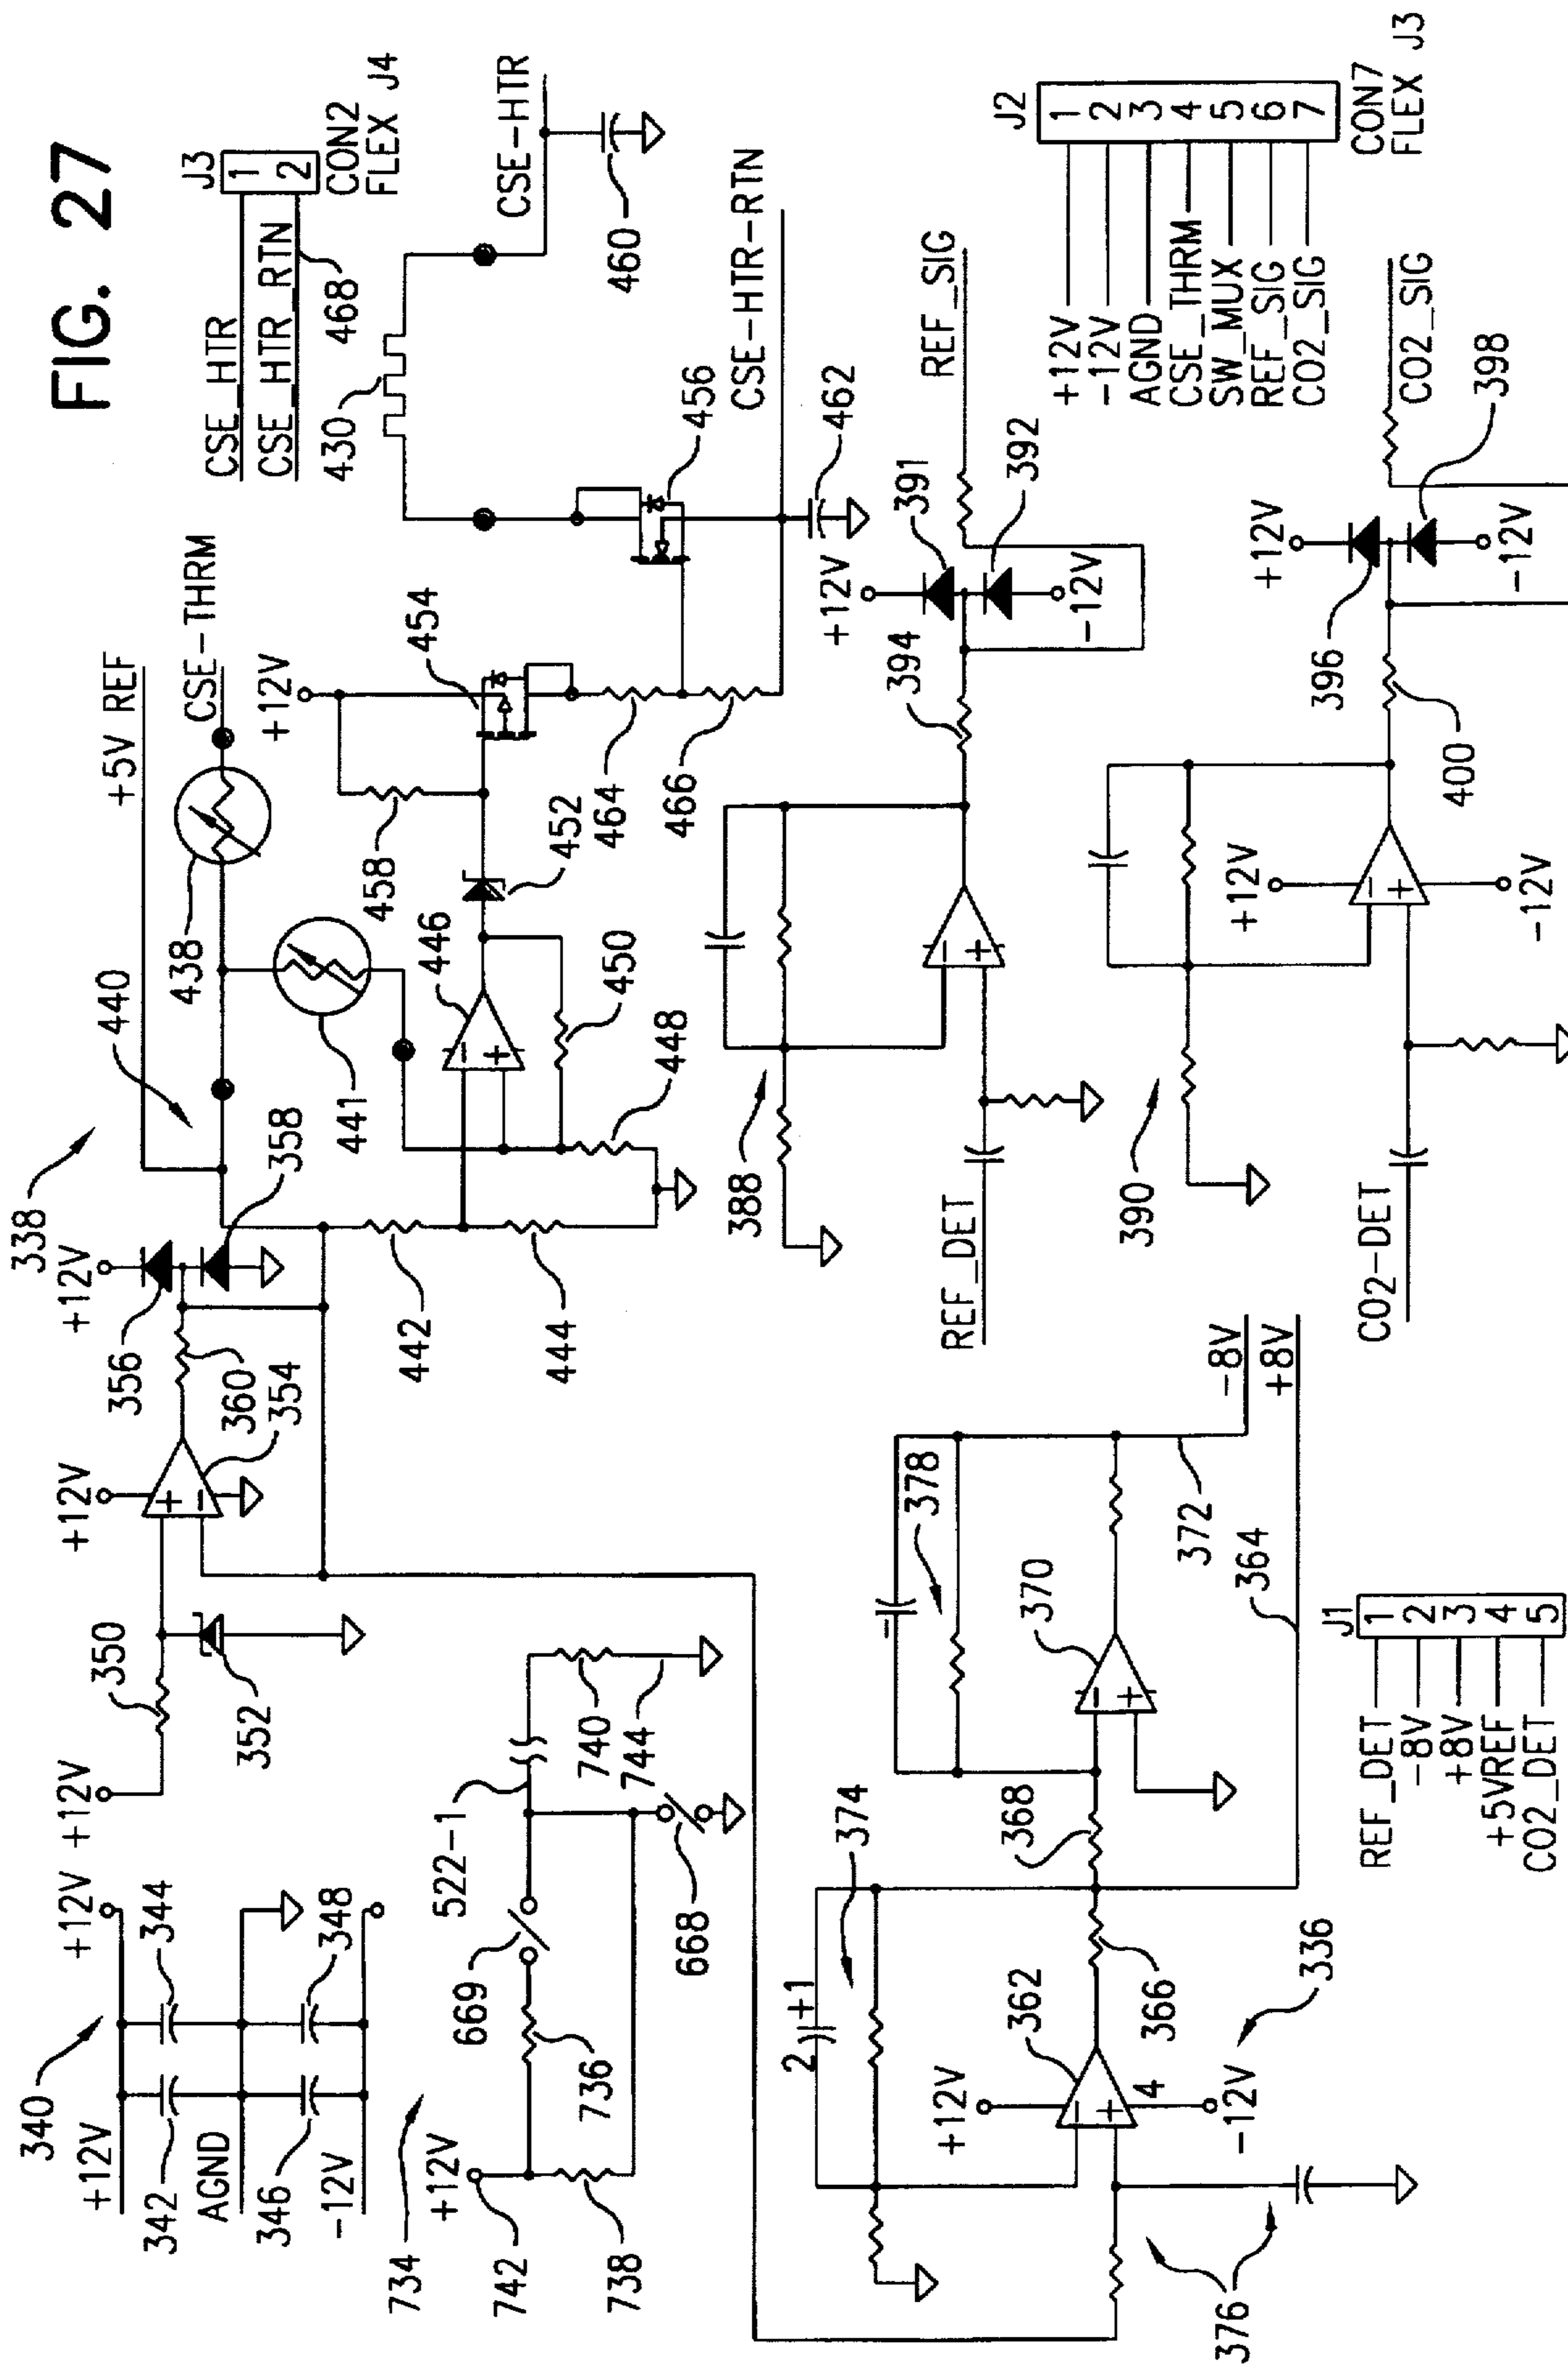 FIG. 27
340
+12V
+12V
342
344
AGND
346
348
-12V
+12V
350
352
+12V
354
360
356
+12V
358
338
440
+5V REF
438
CSE-THRM
441
442
444
446
448
450
452
458
+12V
454
464
466
CSE_HTR
CSE_HTR_RTN
468
J3
1
2
CON2
FLEX J4
430
CSE-HTR
460
456
CSE-HTR-RTN
462
734
+12V
742
738
736
669
668
522-1
740
744
388
REF_DET
394
+12V
391
392
-12V
REF_SIG
+12V
-12V
AGND
CSE_THRM
SW_MUX
REF_SIG
CO2_SIG
J2
1
2
3
4
5
6
7
CON7
FLEX J3
376
+12V
2
+1
374
362
4
-12V
336
366
368
370
378
372
364
-8V
+8V
REF_DET
-8V
+8V
+5VREF
CO2_DET
J1
1
2
3
4
5
390
CO2-DET
+12V
-12V
400
396
+12V
-12V
398
CO2_SIG